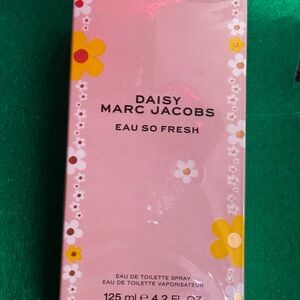 DAISY
MARC JACOBS
EAU SO FRESH
EAU DE TOILETTE SPRAY
EAU DE TOILETTE VAPORISATEUR
125 ml ℮ 4.2 FL OZ